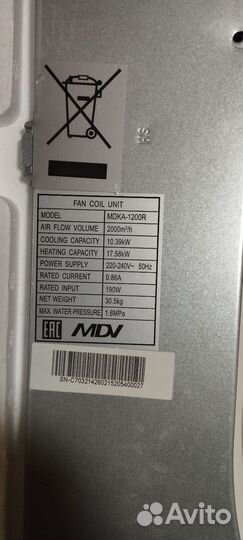 HS
FAN COIL UNIT
MODEL MDKA-1200R
AIR FLOW VOLUME 2000m³/h
COOLING CAPACITY 10.39kW
HEATING CAPACITY 17.58kW
POWER SUPPLY 220-240V~ 50Hz
RATED CURRENT 0.86A
RATED INPUT 190W
NET WEIGHT 30.5kg
MAX. WATER PRESSURE 1.6MPa
EAC MDV
SN-C703214260215205400027
Avito